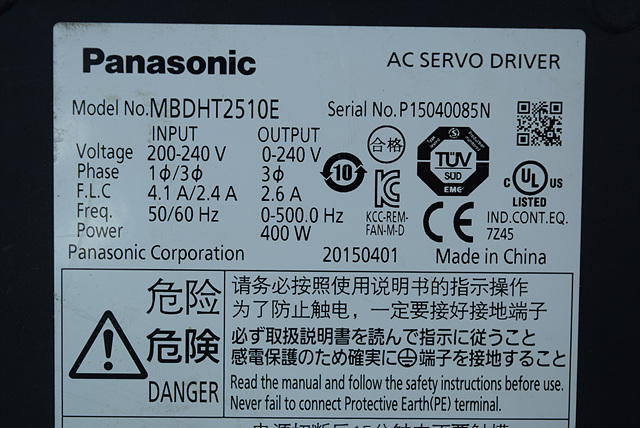 Panasonic AC SERVO DRIVER
Model No. MBDHT2510E Serial No. P15040085N
INPUT OUTPUT
Voltage 200-240 V 0-240 V
Phase 1ϕ/3ϕ 3ϕ
F.L.C 4.1 A/2.4 A 2.6 A
Freq. 50/60 Hz 0-500.0 Hz
Power 400 W
合格
10
KCC-REM-
FAN-M-D
TÜV
SÜD
EMC
CE
C UL US
LISTED
IND.CONT.EQ.
7Z45
Panasonic Corporation 20150401 Made in China
危险
危険
DANGER
请务必按照使用说明书的指示操作
为了防止触电，一定要接好接地端子
必ず取扱説明書を読んで指示に従うこと
感電保護のため確実に⏚端子を接地すること
Read the manual and follow the safety instructions before use.
Never fail to connect Protective Earth(PE) terminal.